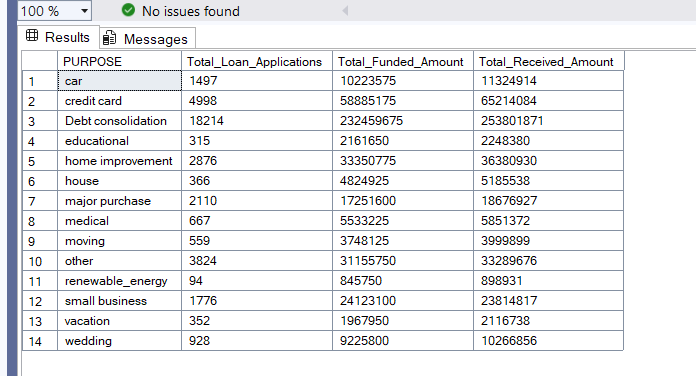 100 % No issues found
Results Messages
PURPOSE Total_Loan_Applications Total_Funded_Amount Total_Received_Amount
1 car 1497 10223575 11324914
2 credit card 4998 58885175 65214084
3 Debt consolidation 18214 232459675 253801871
4 educational 315 2161650 2248380
5 home improvement 2876 33350775 36380930
6 house 366 4824925 5185538
7 major purchase 2110 17251600 18676927
8 medical 667 5533225 5851372
9 moving 559 3748125 3999899
10 other 3824 31155750 33289676
11 renewable_energy 94 845750 898931
12 small business 1776 24123100 23814817
13 vacation 352 1967950 2116738
14 wedding 928 9225800 10266856